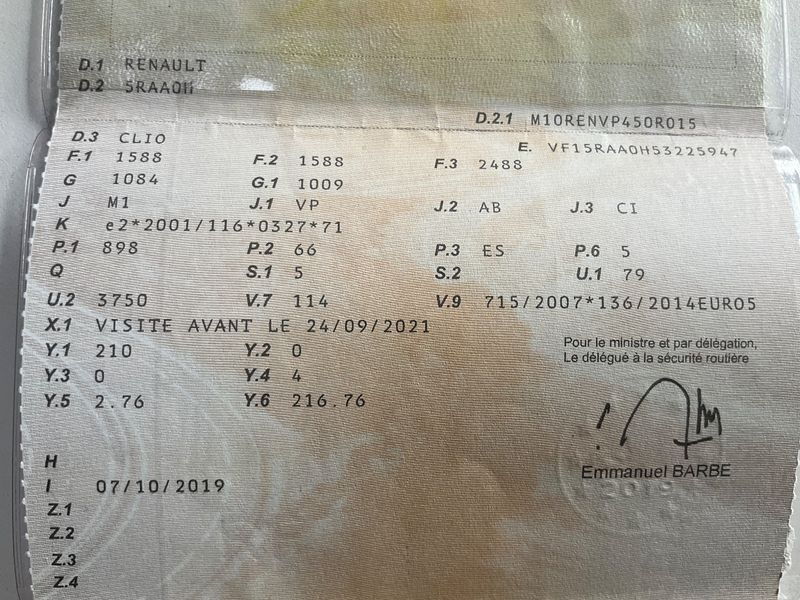 D.1 RENAULT
D.2 5RAA0H
D.2.1 M10RENVP450R015
D.3 CLIO
E. VF15RAA0H53225947
F.1 1588 F.2 1588 F.3 2488
G 1084 G.1 1009
J M1 J.1 VP J.2 AB J.3 CI
K e2*2001/116*0327*71
P.1 898 P.2 66 P.3 ES P.6 5
Q S.1 5 S.2 U.1 79
U.2 3750 V.7 114 V.9 715/2007*136/2014EURO5
X.1 VISITE AVANT LE 24/09/2021
Y.1 210 Y.2 0
Y.3 0 Y.4 4
Y.5 2.76 Y.6 216.76
Pour le ministre et par délégation,
Le délégué à la sécurité routière
Emmanuel BARBE
2019
H
I 07/10/2019
Z.1
Z.2
Z.3
Z.4